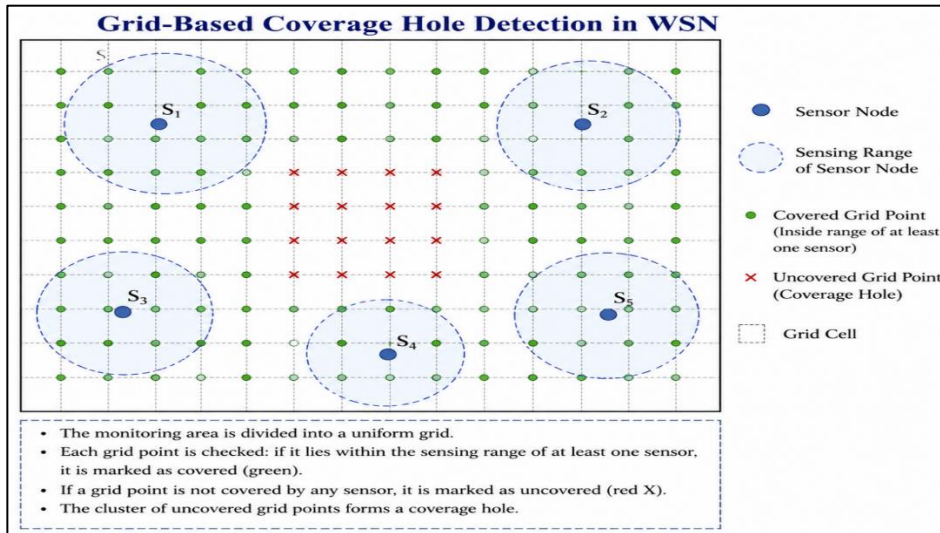 Grid-Based Coverage Hole Detection in WSN
S
S1
S2
S3
S4
S5
Sensor Node
Sensing Range
of Sensor Node
Covered Grid Point
(Inside range of at least
one sensor)
Uncovered Grid Point
(Coverage Hole)
Grid Cell
• The monitoring area is divided into a uniform grid.
• Each grid point is checked: if it lies within the sensing range of at least one sensor,
it is marked as covered (green).
• If a grid point is not covered by any sensor, it is marked as uncovered (red X).
• The cluster of uncovered grid points forms a coverage hole.